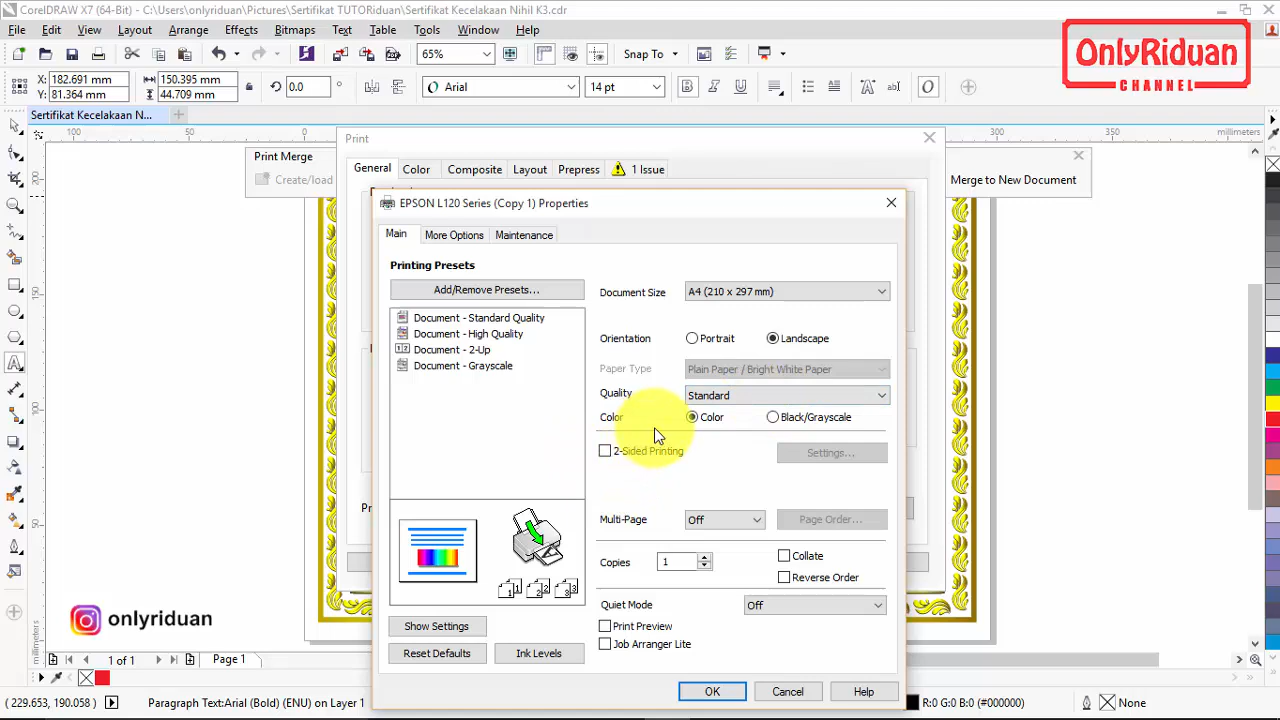 CorelDRAW X7 (64-Bit) - C:\Users\onlyriduan\Pictures\Sertifikat TUTORiduan\Sertifikat Kecelakaan Nihil K3.cdr
File Edit View Layout Arrange Effects Bitmaps Text Table Tools Window Help
65% Snap To
X: 182.691 mm 150.395 mm 0.0 ° Arial 14 pt
Y: 81.364 mm 44.709 mm
OnlyRiduan
CHANNEL
Sertifikat Kecelakaan N...
100 50 0 300 350 millimeters
Print
Print Merge
Create/load
Merge to New Document
General Color Composite Layout Prepress 1 Issue
EPSON L120 Series (Copy 1) Properties
Main More Options Maintenance
Printing Presets
Add/Remove Presets...
Document - Standard Quality
Document - High Quality
Document - 2-Up
Document - Grayscale
Document Size A4 (210 x 297 mm)
Orientation Portrait Landscape
Paper Type Plain Paper / Bright White Paper
Quality Standard
Color Color Black/Grayscale
2-Sided Printing Settings...
Multi-Page Off Page Order...
Copies 1 Collate
Reverse Order
Quiet Mode Off
Print Preview
Job Arranger Lite
Show Settings
Reset Defaults Ink Levels
OK Cancel Help
onlyriduan
1 of 1 Page 1
(229.653, 190.058) Paragraph Text: Arial (Bold) (ENU) on Layer 1 R:0 G:0 B:0 (#000000) None